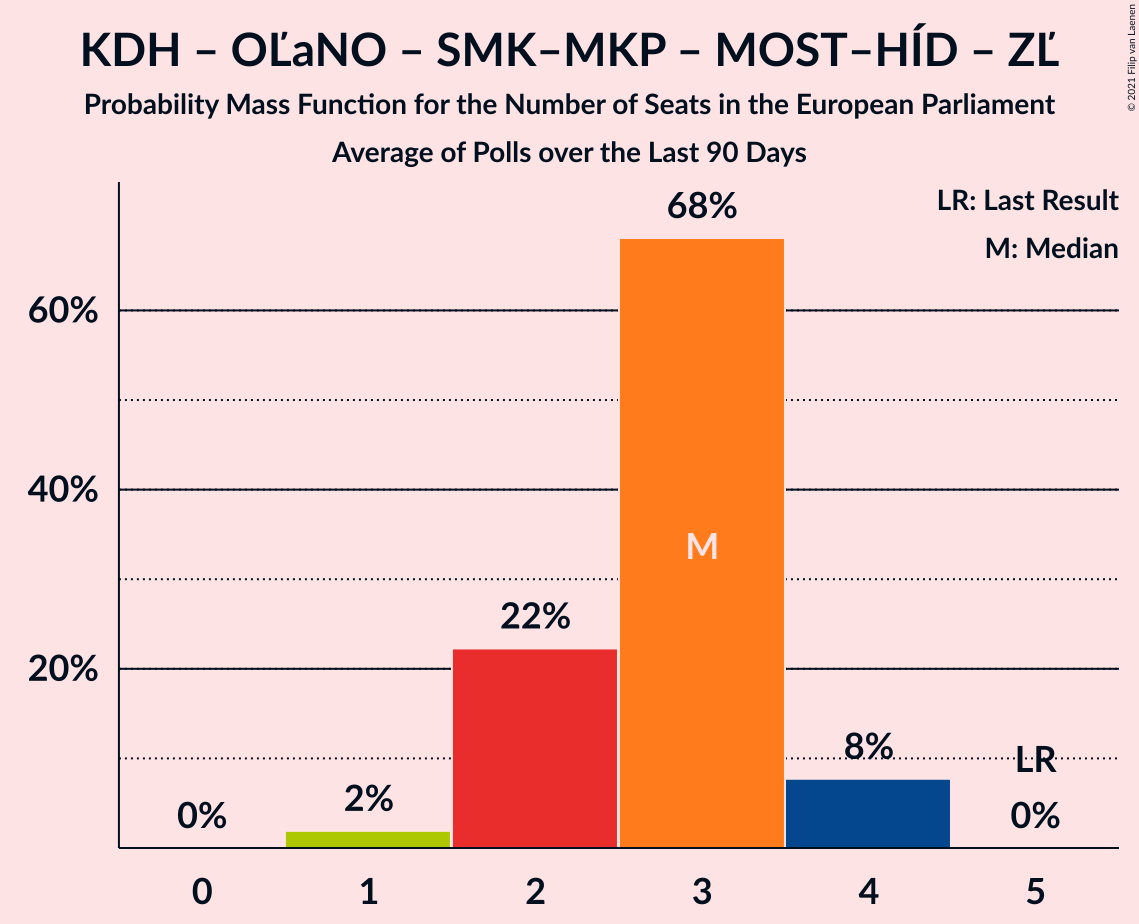 KDH – OĽaNO – SMK–MKP – MOST–HÍD – ZĽ
Probability Mass Function for the Number of Seats in the European Parliament
Average of Polls over the Last 90 Days
© 2021 Filip van Laenen
LR: Last Result
M: Median
68%
60%
40%
M
22%
20%
8%
LR
2%
0%
0%
0 1 2 3 4 5